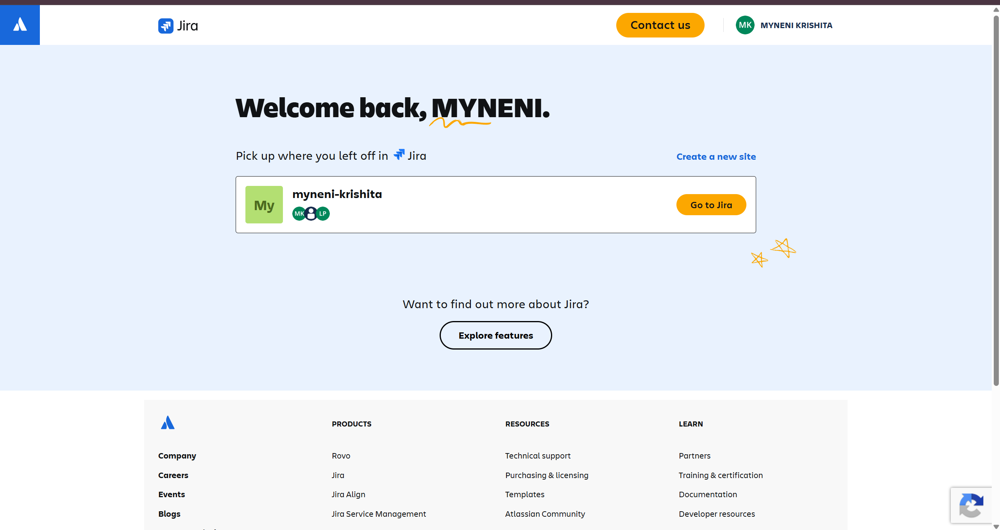 Jira
Contact us
MK
MYNENI KRISHITA
Welcome back, MYNENI.
Pick up where you left off in Jira
Create a new site
My
myneni-krishita
MK
LP
Go to Jira
Want to find out more about Jira?
Explore features
PRODUCTS
RESOURCES
LEARN
Company
Rovo
Technical support
Partners
Careers
Jira
Purchasing & licensing
Training & certification
Events
Jira Align
Templates
Documentation
Blogs
Jira Service Management
Atlassian Community
Developer resources